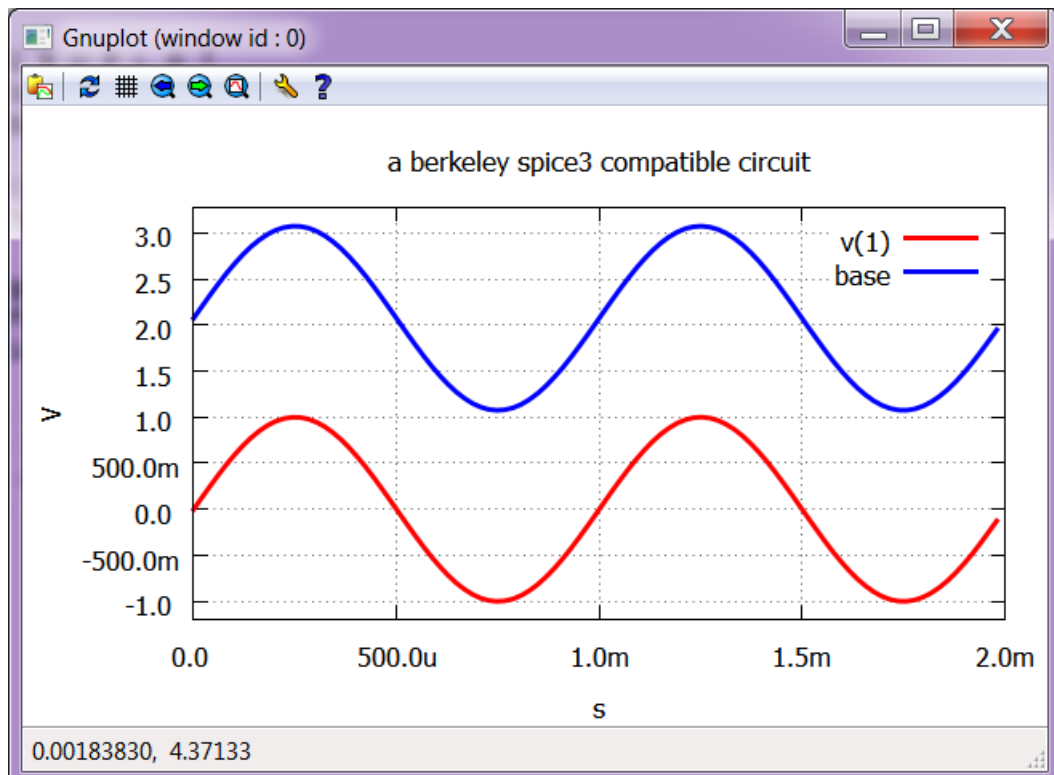 Gnuplot (window id : 0)
a berkeley spice3 compatible circuit
3.0
2.5
2.0
1.5
1.0
500.0m
0.0
-500.0m
-1.0
V
v(1)
base
0.0 500.0u 1.0m 1.5m 2.0m
s
0.00183830, 4.37133